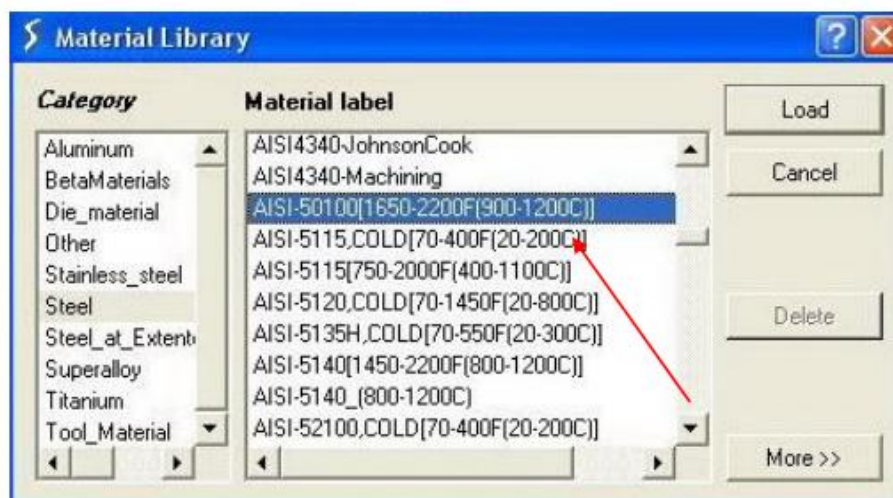 Material Library
Category
Material label
Load
Cancel
Delete
More >>
Aluminum
BetaMaterials
Die_material
Other
Stainless_steel
Steel
Steel_at_Extent
Superalloy
Titanium
Tool_Material
AISI4340-JohnsonCook
AISI4340-Machining
AISI-50100[1650-2200F(900-1200C)]
AISI-5115,COLD[70-400F(20-200C)]
AISI-5115[750-2000F(400-1100C)]
AISI-5120,COLD[70-1450F(20-800C)]
AISI-5135H,COLD[70-550F(20-300C)]
AISI-5140[1450-2200F(800-1200C)]
AISI-5140_(800-1200C)
AISI-52100,COLD[70-400F(20-200C)]